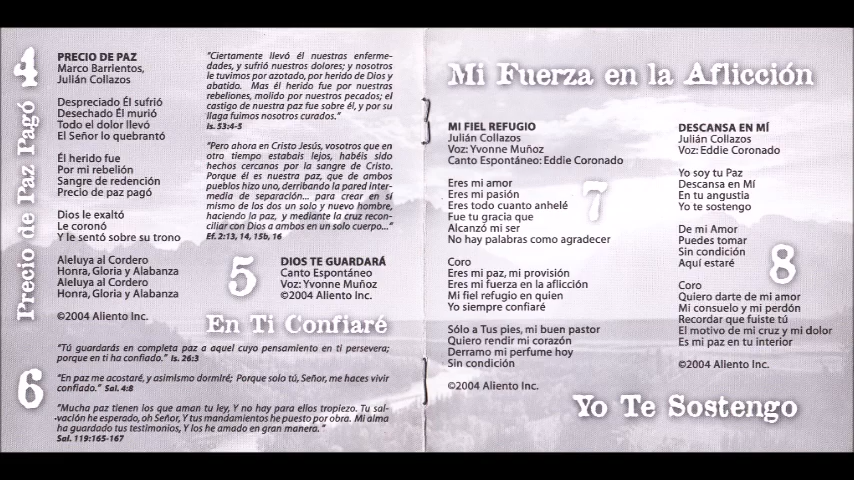 4
Precio de Paz Pagó
PRECIO DE PAZ
Marco Barrientos,
Julián Collazos
Despreciado Él sufrió
Desechado Él murió
Todo el dolor llevó
El Señor lo quebrantó
Él herido fue
Por mi rebelión
Sangre de redención
Precio de paz pagó
Dios le exaltó
Le coronó
Y le sentó sobre su trono
Aleluya al Cordero
Honra, Gloria y Alabanza
Aleluya al Cordero
Honra, Gloria y Alabanza
©2004 Aliento Inc.
"Ciertamente llevó él nuestras enferme-
dades, y sufrió nuestros dolores; y nosotros
le tuvimos por azotado, por herido de Dios y
abatido. Mas él herido fue por nuestras
rebeliones, molido por nuestros pecados; el
castigo de nuestra paz fue sobre él, y por su
llaga fuimos nosotros curados."
Is. 53:4-5
"Pero ahora en Cristo Jesús, vosotros que en
otro tiempo estabais lejos, habéis sido
hechos cercanos por la sangre de Cristo.
Porque él es nuestra paz, que de ambos
pueblos hizo uno, derribando la pared inter-
media de separación... para crear en sí
mismo de los dos un solo y nuevo hombre,
haciendo la paz, y mediante la cruz recon-
ciliar con Dios a ambos en un solo cuerpo..."
Ef. 2:13, 14, 15b, 16
5
DIOS TE GUARDARÁ
Canto Espontáneo
Voz: Yvonne Muñoz
©2004 Aliento Inc.
En Ti Confiaré
6
"Tú guardarás en completa paz a aquel cuyo pensamiento en ti persevera;
porque en ti ha confiado." Is. 26:3
"En paz me acostaré, y asimismo dormiré; Porque solo tú, Señor, me haces vivir
confiado." Sal. 4:8
"Mucha paz tienen los que aman tu ley, Y no hay para ellos tropiezo. Tu sal-
-vación he esperado, oh Señor, Y tus mandamientos he puesto por obra. Mi alma
ha guardado tus testimonios, Y los he amado en gran manera."
Sal. 119:165-167
Mi Fuerza en la Aflicción
MI FIEL REFUGIO
Julián Collazos
Voz: Yvonne Muñoz
Canto Espontáneo: Eddie Coronado
7
Eres mi amor
Eres mi pasión
Eres todo cuanto anhelé
Fue tu gracia que
Alcanzó mi ser
No hay palabras como agradecer
Coro
Eres mi paz, mi provisión
Eres mi fuerza en la aflicción
Mi fiel refugio en quien
Yo siempre confiaré
Sólo a Tus pies, mi buen pastor
Quiero rendir mi corazón
Derramo mi perfume hoy
Sin condición
©2004 Aliento Inc.
DESCANSA EN MÍ
Julián Collazos
Voz: Eddie Coronado
Yo soy tu Paz
Descansa en Mí
En tu angustia
Yo te sostengo
De mi Amor
Puedes tomar
Sin condición
Aquí estaré
8
Coro
Quiero darte de mi amor
Mi consuelo y mi perdón
Recordar que fuiste tú
El motivo de mi cruz y mi dolor
Es mi paz en tu interior
©2004 Aliento Inc.
Yo Te Sostengo